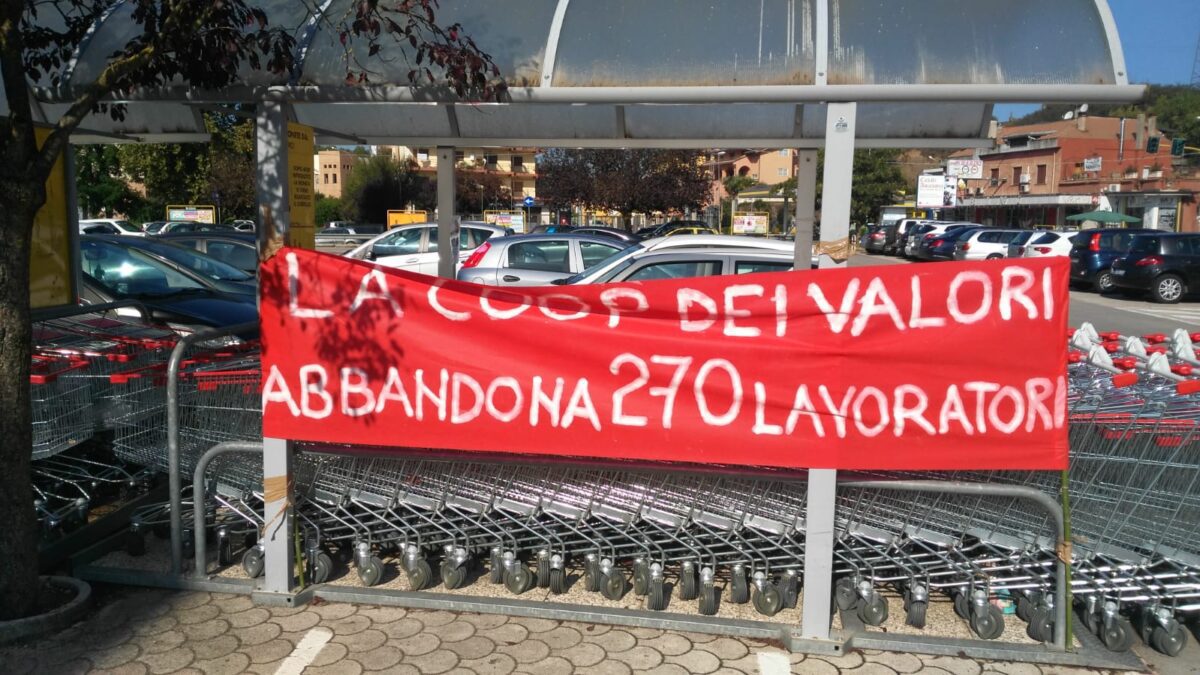 LA COOP DEI VALORI
ABBANDONA 270 LAVORATORI